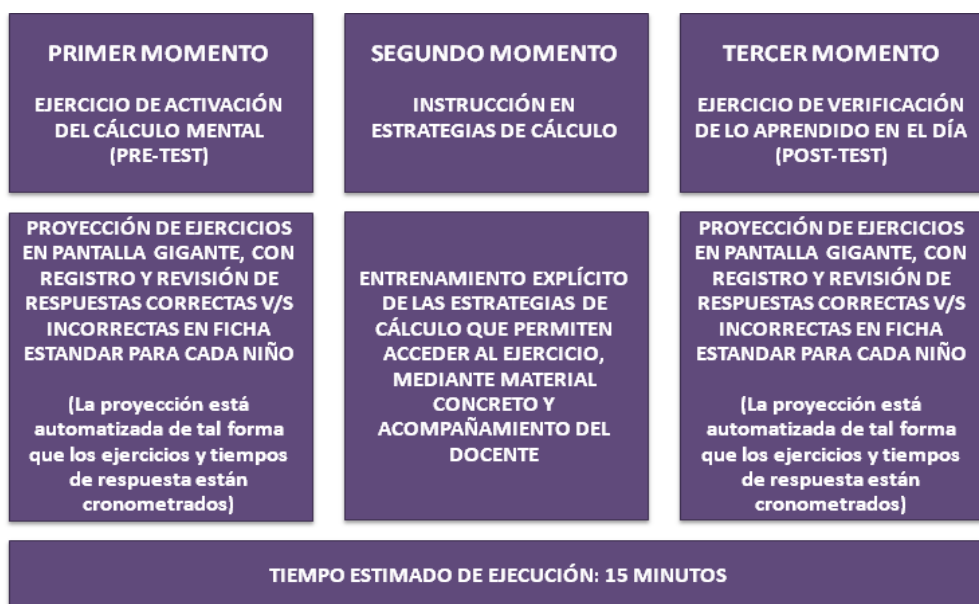 PRIMER MOMENTO
EJERCICIO DE ACTIVACIÓN
DEL CÁLCULO MENTAL
(PRE-TEST)
SEGUNDO MOMENTO
INSTRUCCIÓN EN
ESTRATEGIAS DE CÁLCULO
TERCER MOMENTO
EJERCICIO DE VERIFICACIÓN
DE LO APRENDIDO EN EL DÍA
(POST-TEST)
PROYECCIÓN DE EJERCICIOS
EN PANTALLA GIGANTE, CON
REGISTRO Y REVISIÓN DE
RESPUESTAS CORRECTAS V/S
INCORRECTAS EN FICHA
ESTANDAR PARA CADA NIÑO
(La proyección está
automatizada de tal forma
que los ejercicios y tiempos
de respuesta están
cronometrados)
ENTRENAMIENTO EXPLÍCITO
DE LAS ESTRATEGIAS DE
CÁLCULO QUE PERMITEN
ACCEDER AL EJERCICIO,
MEDIANTE MATERIAL
CONCRETO Y
ACOMPAÑAMIENTO DEL
DOCENTE
PROYECCIÓN DE EJERCICIOS
EN PANTALLA GIGANTE, CON
REGISTRO Y REVISIÓN DE
RESPUESTAS CORRECTAS V/S
INCORRECTAS EN FICHA
ESTANDAR PARA CADA NIÑO
(La proyección está
automatizada de tal forma
que los ejercicios y tiempos
de respuesta están
cronometrados)
TIEMPO ESTIMADO DE EJECUCIÓN: 15 MINUTOS